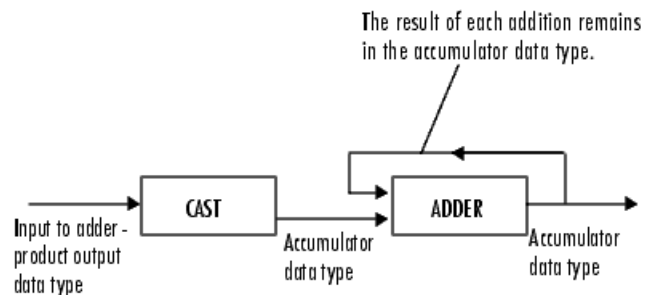 The result of each addition remains
in the accumulator data type.
CAST
ADDER
Input to adder -
product output
data type
Accumulator
data type
Accumulator
data type